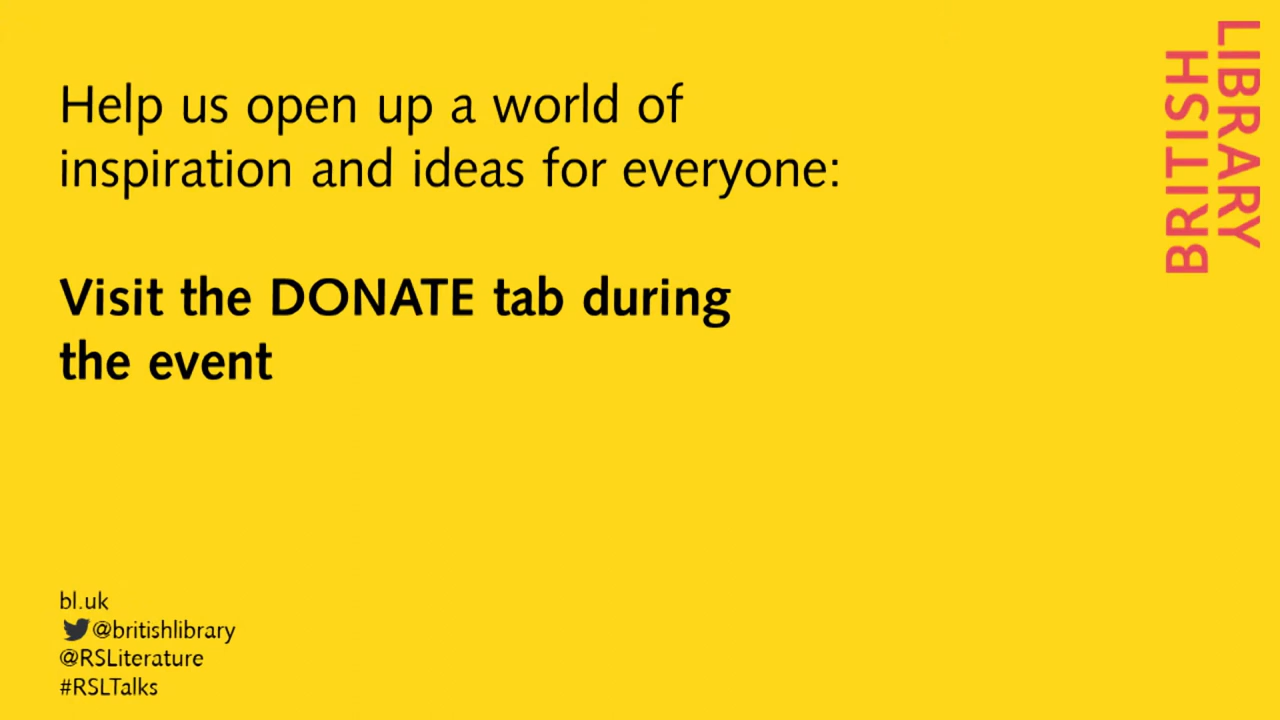 Help us open up a world of
inspiration and ideas for everyone:
Visit the DONATE tab during
the event
bl.uk
@britishlibrary
@RSLiterature
#RSLTalks
BRITISH
LIBRARY